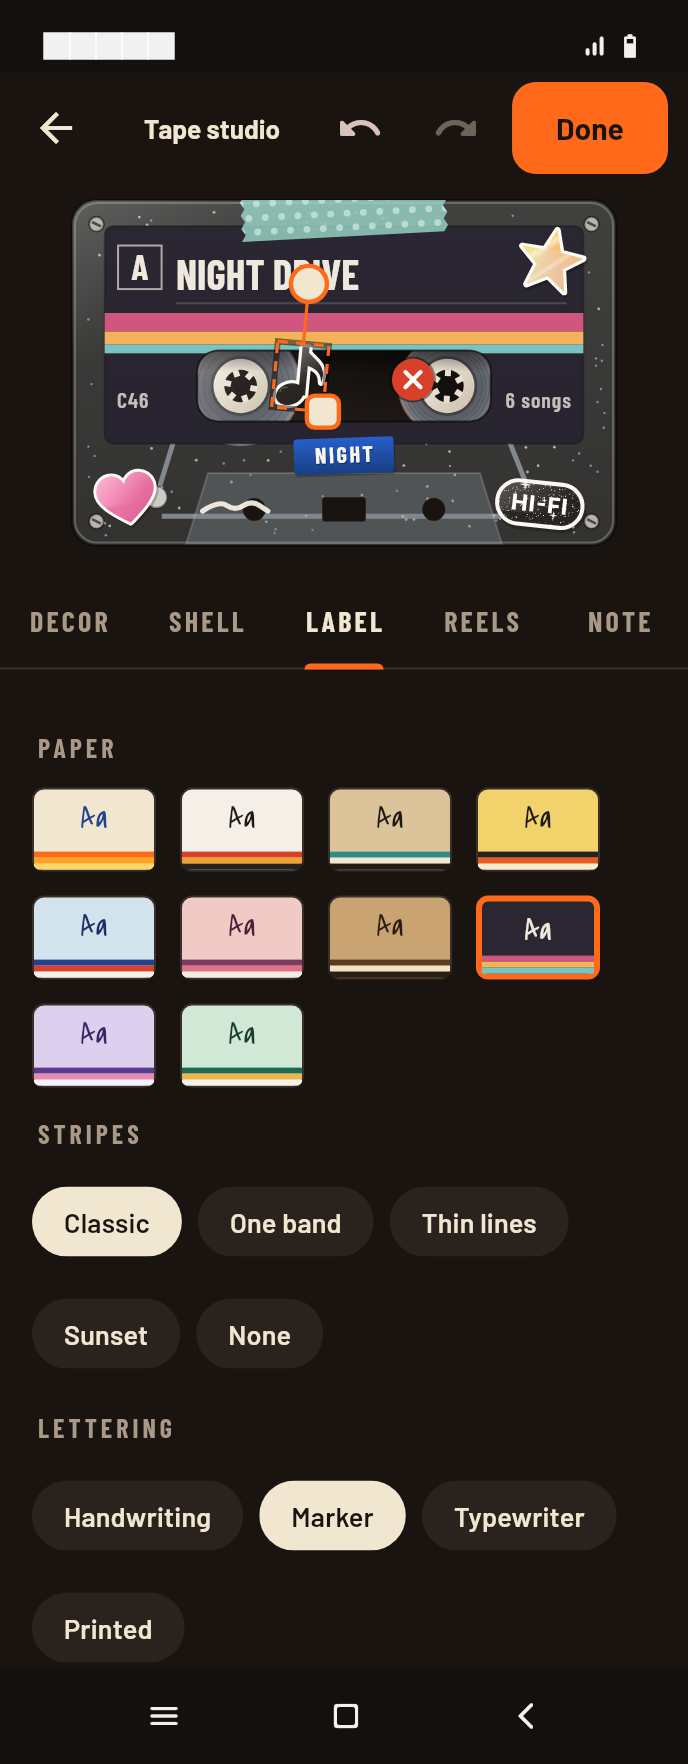 Tape studio
Done
A
NIGHT DRIVE
C46
6 songs
NIGHT
HI-FI
DECOR
SHELL
LABEL
REELS
NOTE
PAPER
Aa
Aa
Aa
Aa
Aa
Aa
Aa
Aa
Aa
Aa
STRIPES
Classic
One band
Thin lines
Sunset
None
LETTERING
Handwriting
Marker
Typewriter
Printed